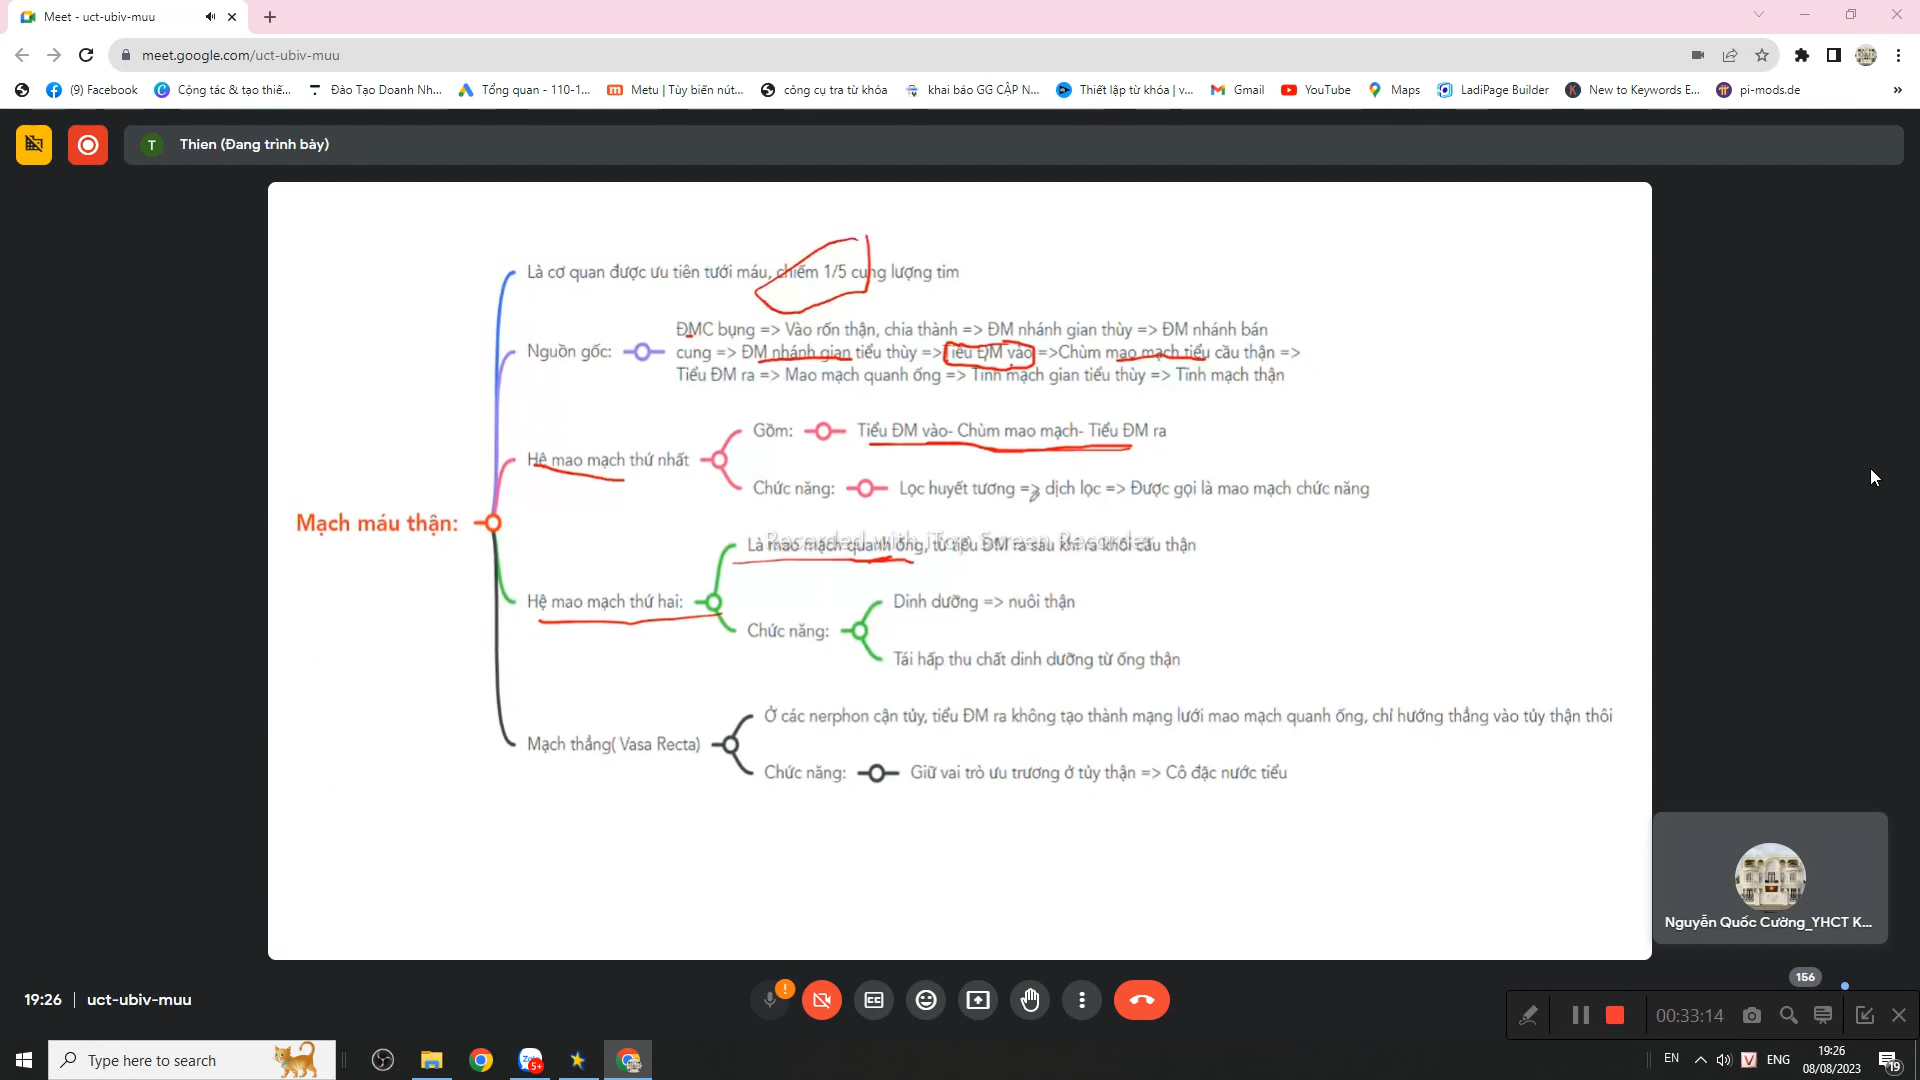 Meet - uct-ubiv-muu
meet.google.com/uct-ubiv-muu
(9) Facebook
Cộng tác & tạo thiế...
Đào Tạo Doanh Nh...
Tổng quan - 110-1...
Metu | Tùy biến nút...
công cụ tra từ khóa
khai báo GG CẬP N...
Thiết lập từ khóa | v...
Gmail
YouTube
Maps
LadiPage Builder
New to Keywords E...
pi-mods.de
T
Thien (Đang trình bày)
Là cơ quan được ưu tiên tưới máu, chiếm 1/5 cung lượng tim
Nguồn gốc:
ĐMC bụng => Vào rốn thận, chia thành => ĐM nhánh gian thùy => ĐM nhánh bán
cung => ĐM nhánh gian tiểu thùy => Tiểu ĐM vào =>Chùm mao mạch tiểu cầu thận =>
Tiểu ĐM ra => Mao mạch quanh ống => Tĩnh mạch gian tiểu thùy => Tĩnh mạch thận
Hệ mao mạch thứ nhất
Gồm:
Tiểu ĐM vào- Chùm mao mạch- Tiểu ĐM ra
Chức năng:
Lọc huyết tương => dịch lọc => Được gọi là mao mạch chức năng
Mạch máu thận:
Recorded with iTop Screen Recorder
Là mao mạch quanh ống, từ tiểu ĐM ra sau khi ra khỏi cầu thận
Hệ mao mạch thứ hai:
Chức năng:
Dinh dưỡng => nuôi thận
Tái hấp thu chất dinh dưỡng từ ống thận
Mạch thẳng( Vasa Recta)
Ở các nerphon cận tủy, tiểu ĐM ra không tạo thành mạng lưới mao mạch quanh ống, chỉ hướng thẳng vào tủy thận thôi
Chức năng:
Giữ vai trò ưu trương ở tủy thận => Cô đặc nước tiểu
Nguyễn Quốc Cường_YHCT K...
19:26
uct-ubiv-muu
156
00:33:14
Type here to search
5+
EN
ENG
19:26
08/08/2023
19